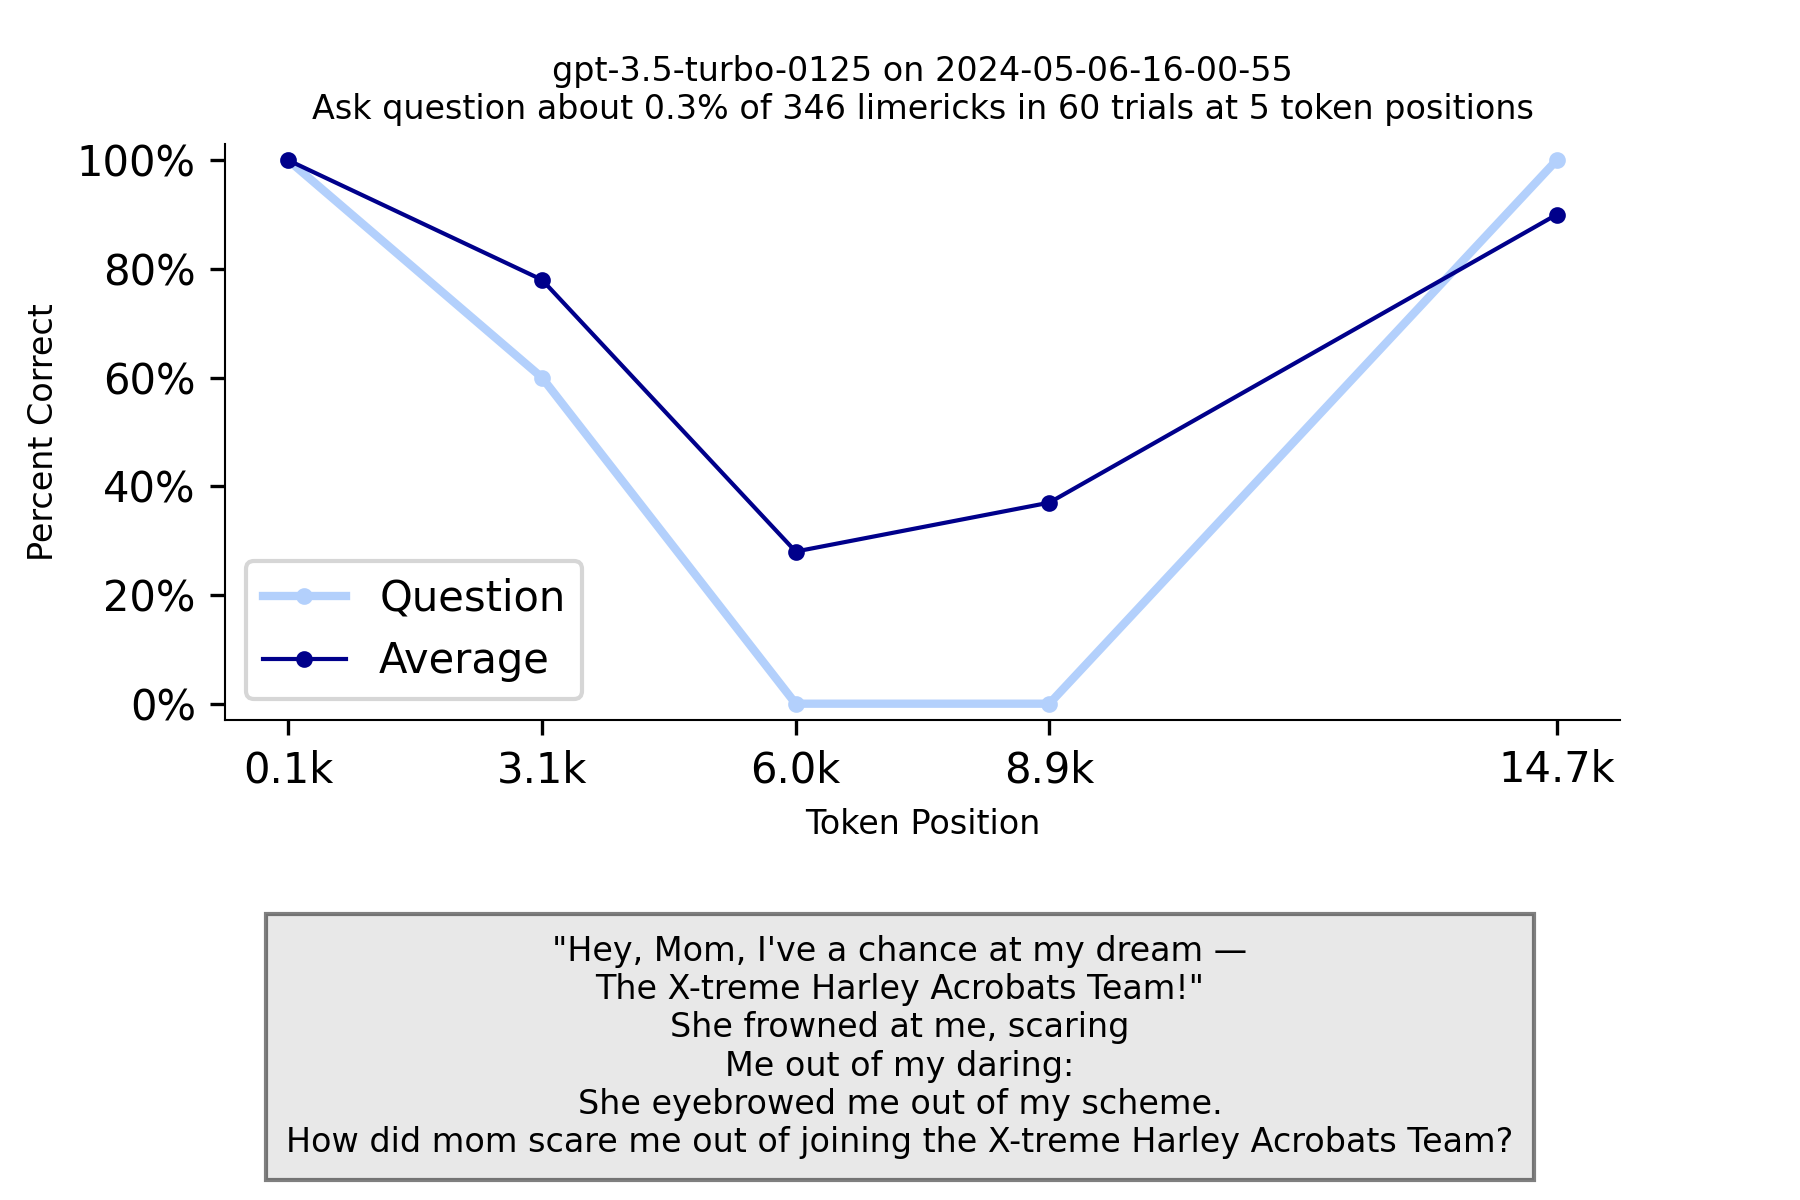 gpt-3.5-turbo-0125 on 2024-05-06-16-00-55
Ask question about 0.3% of 346 limericks in 60 trials at 5 token positions
100%
80%
60%
40%
20%
0%
Percent Correct
Question
Average
0.1k 3.1k 6.0k 8.9k 14.7k
Token Position
"Hey, Mom, I've a chance at my dream —
The X-treme Harley Acrobats Team!"
She frowned at me, scaring
Me out of my daring:
She eyebrowed me out of my scheme.
How did mom scare me out of joining the X-treme Harley Acrobats Team?